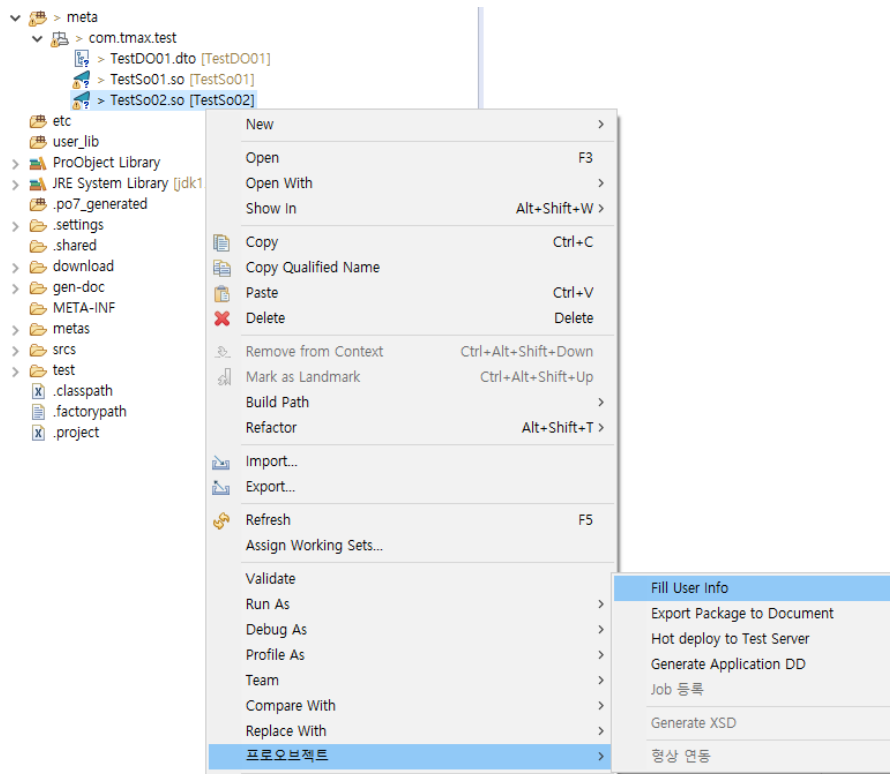 > meta
> com.tmax.test
> TestDO01.dto [TestDO01]
> TestSo01.so [TestSo01]
> TestSo02.so [TestSo02]
etc
user_lib
ProObject Library
JRE System Library [jdk1
.po7_generated
.settings
.shared
download
gen-doc
META-INF
metas
srcs
test
.classpath
.factorypath
.project
New
Open F3
Open With
Show In Alt+Shift+W
Copy Ctrl+C
Copy Qualified Name
Paste Ctrl+V
Delete Delete
Remove from Context Ctrl+Alt+Shift+Down
Mark as Landmark Ctrl+Alt+Shift+Up
Build Path
Refactor Alt+Shift+T
Import...
Export...
Refresh F5
Assign Working Sets...
Validate
Run As
Debug As
Profile As
Team
Compare With
Replace With
프로오브젝트
Fill User Info
Export Package to Document
Hot deploy to Test Server
Generate Application DD
Job 등록
Generate XSD
형상 연동